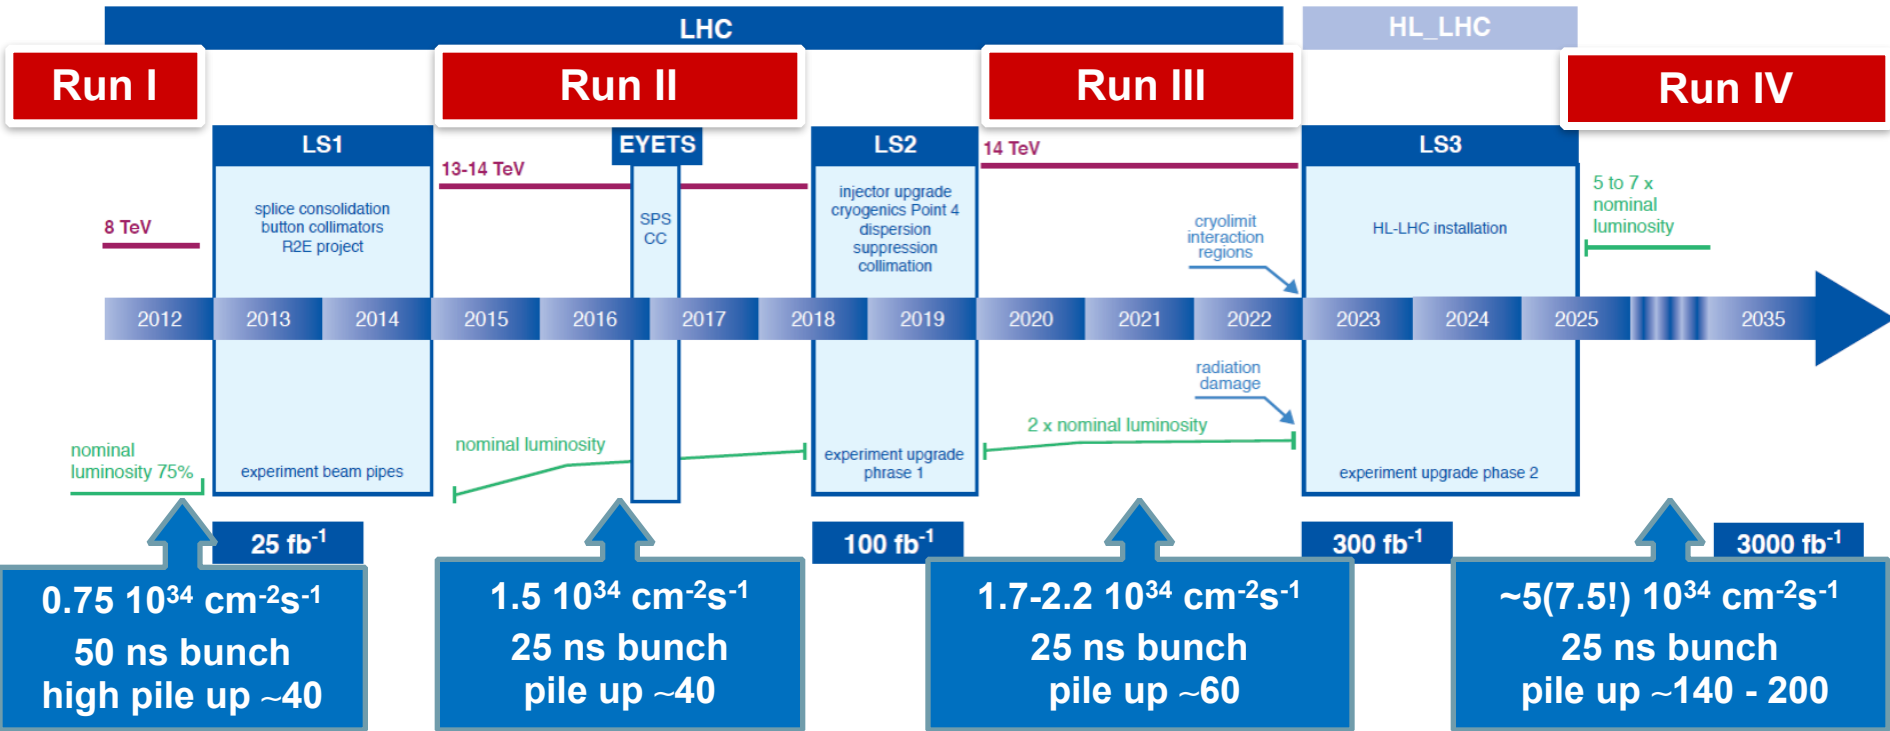 LHC
HL_LHC
Run I
Run II
Run III
Run IV
LS1
EYETS
LS2
LS3
8 TeV
13-14 TeV
14 TeV
splice consolidation
button collimators
R2E project
SPS
CC
injector upgrade
cryogenics Point 4
dispersion
suppression
collimation
cryolimit
interaction
regions
HL-LHC installation
5 to 7 x
nominal
luminosity
2012
2013
2014
2015
2016
2017
2018
2019
2020
2021
2022
2023
2024
2025
2035
radiation
damage
nominal
luminosity 75%
experiment beam pipes
nominal luminosity
experiment upgrade
phrase 1
2 x nominal luminosity
experiment upgrade phase 2
25 fb⁻¹
100 fb⁻¹
300 fb⁻¹
3000 fb⁻¹
0.75 10³⁴ cm⁻²s⁻¹
50 ns bunch
high pile up ~40
1.5 10³⁴ cm⁻²s⁻¹
25 ns bunch
pile up ~40
1.7-2.2 10³⁴ cm⁻²s⁻¹
25 ns bunch
pile up ~60
~5(7.5!) 10³⁴ cm⁻²s⁻¹
25 ns bunch
pile up ~140 - 200